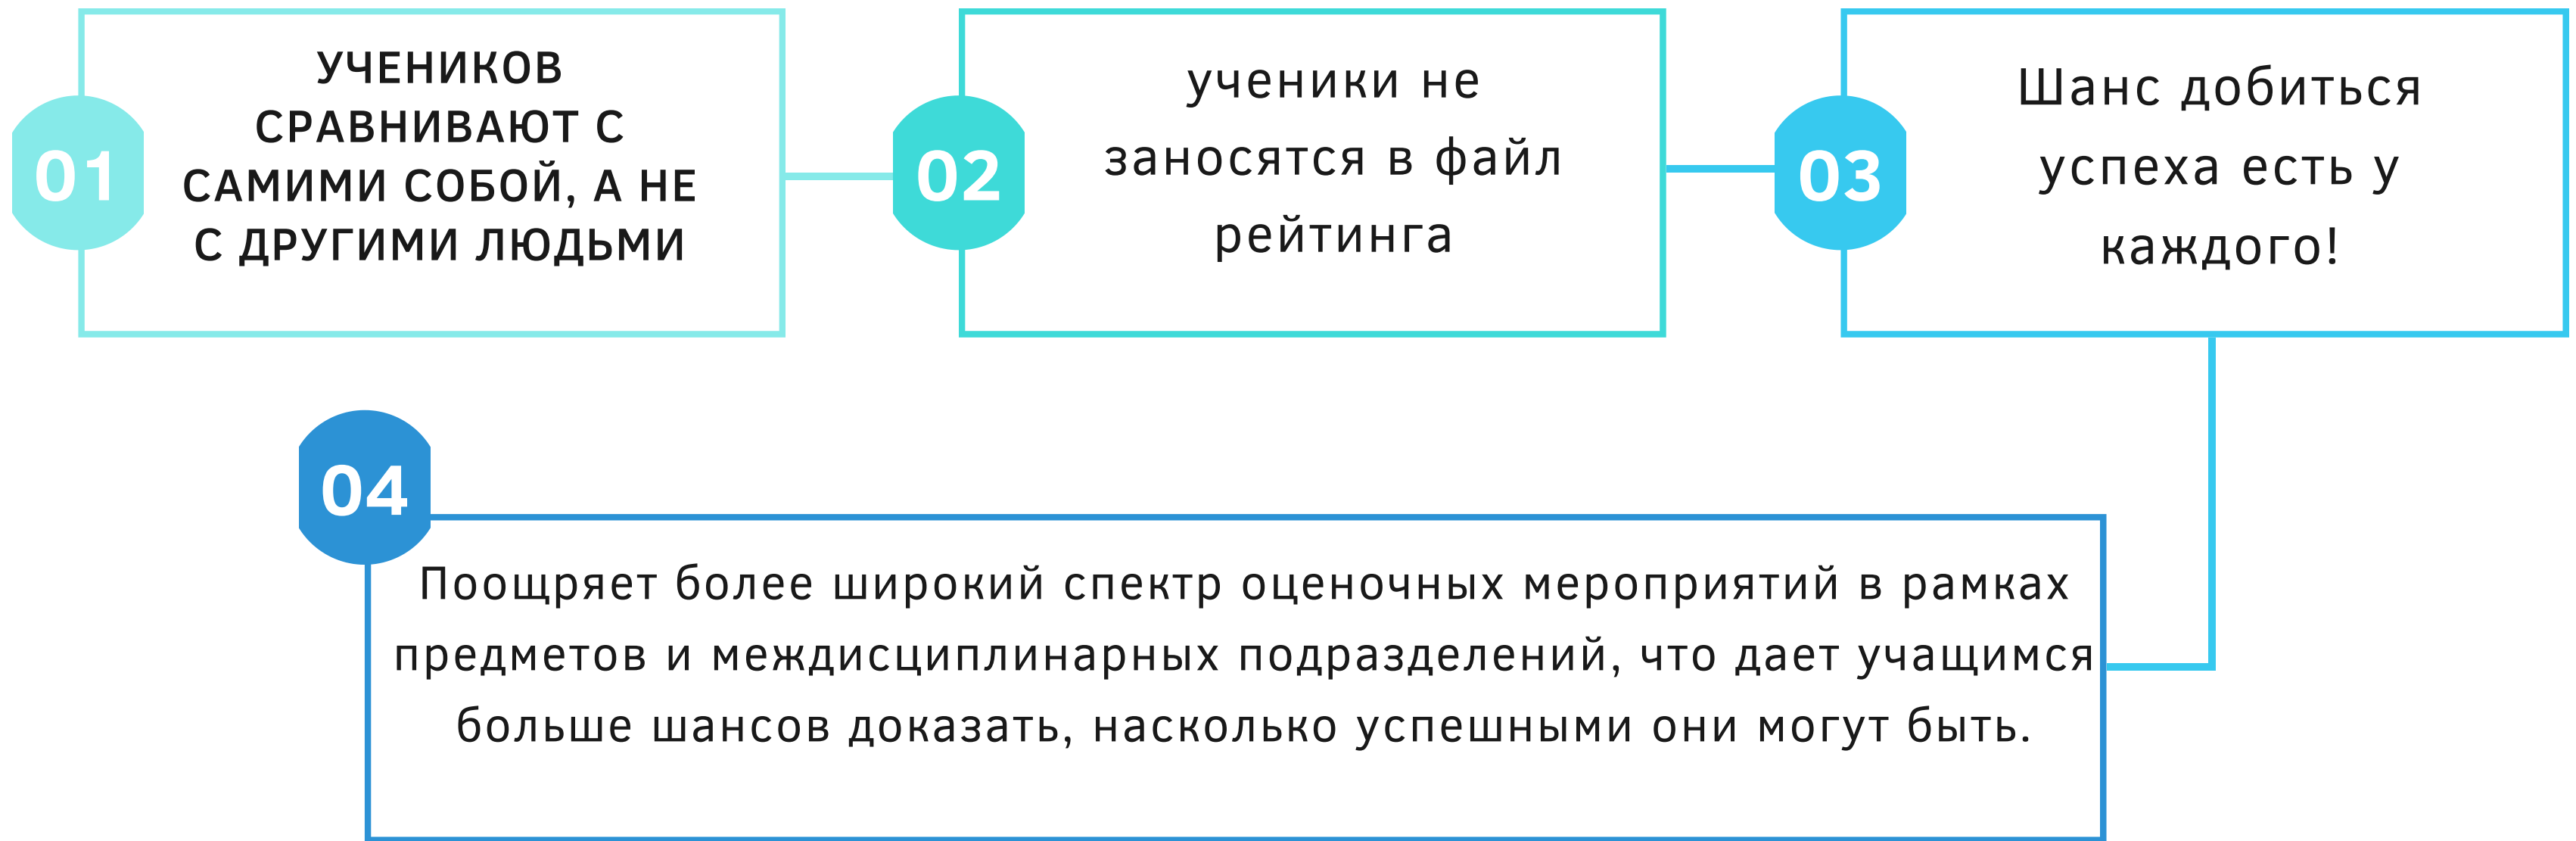 01
УЧЕНИКОВ
СРАВНИВАЮТ С
САМИМИ СОБОЙ, А НЕ
С ДРУГИМИ ЛЮДЬМИ
02
ученики не
заносятся в файл
рейтинга
03
Шанс добиться
успеха есть у
каждого!
04
Поощряет более широкий спектр оценочных мероприятий в рамках
предметов и междисциплинарных подразделений, что дает учащимся
больше шансов доказать, насколько успешными они могут быть.